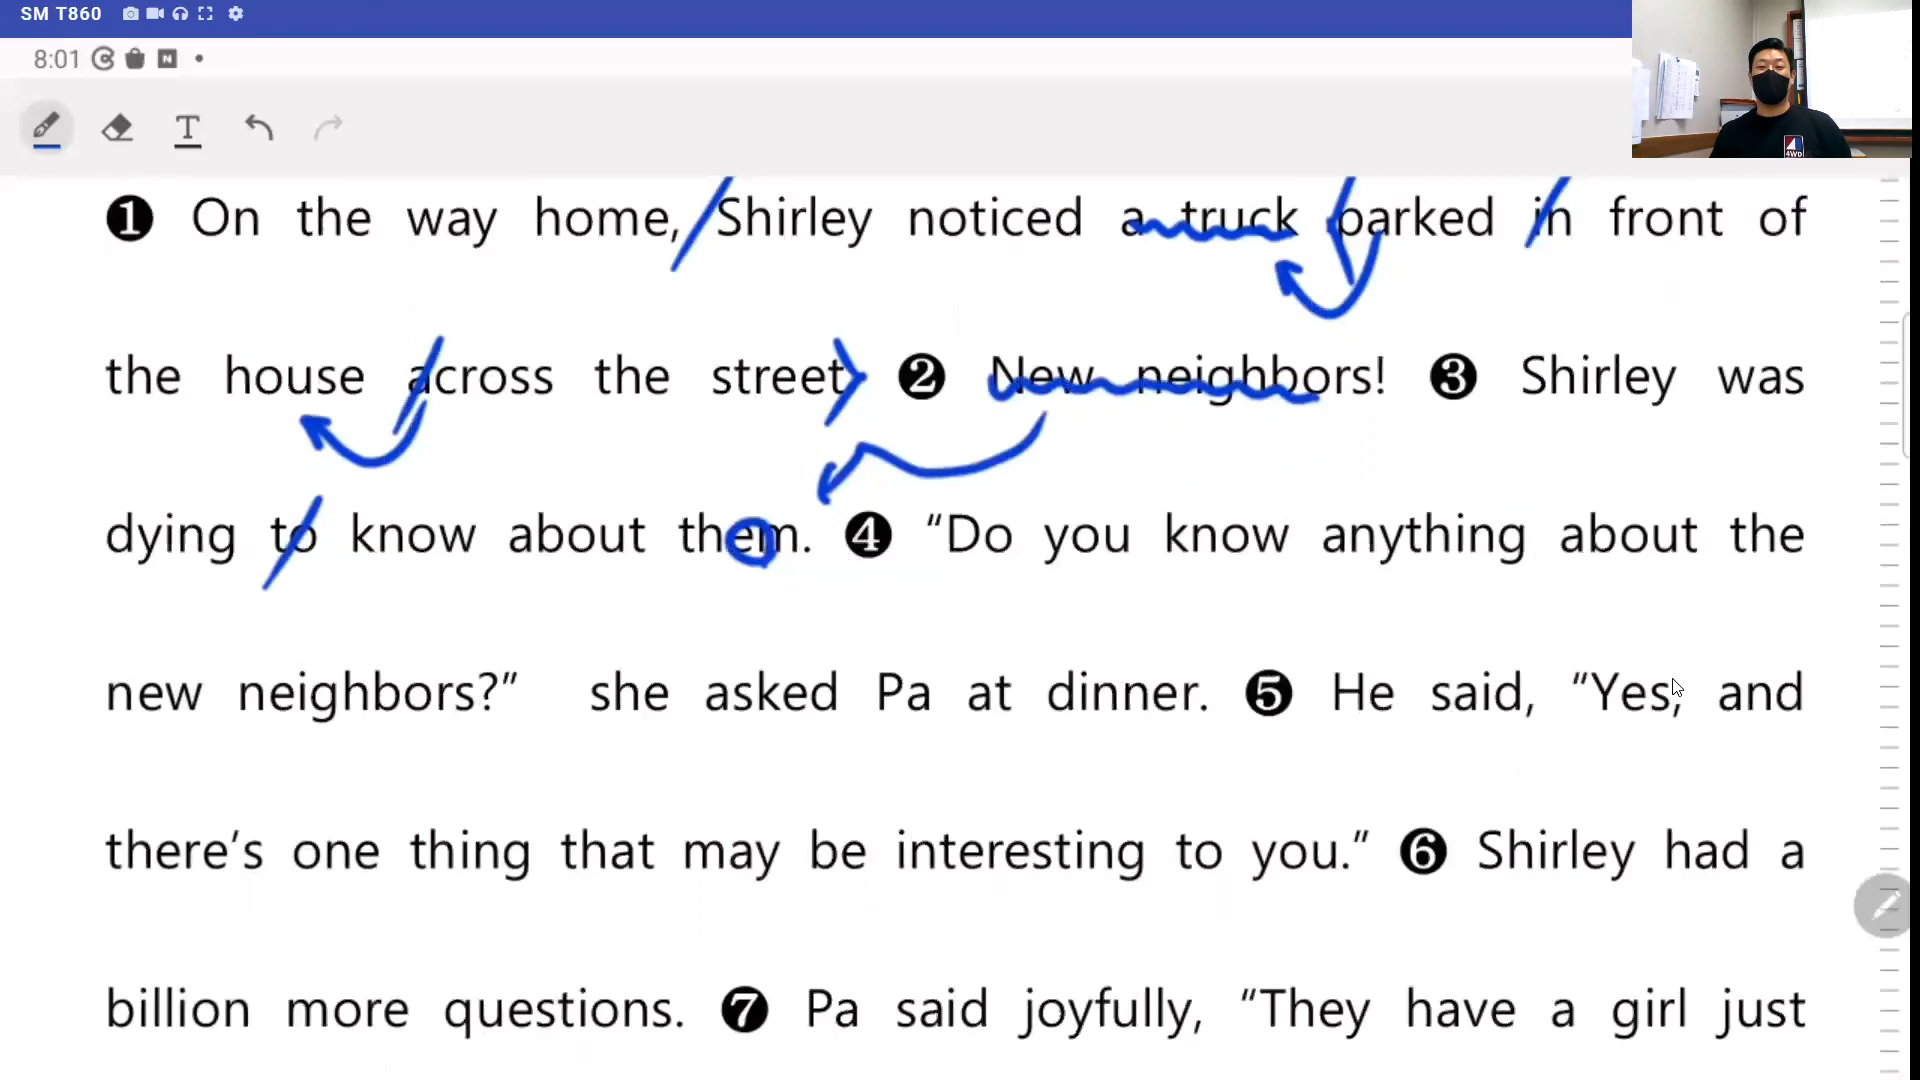 SM T860
8:01
T
❶ On the way home, Shirley noticed a truck parked in front of
the house across the street. ❷ New neighbors! ❸ Shirley was
dying to know about them. ❹ “Do you know anything about the
new neighbors?” she asked Pa at dinner. ❺ He said, “Yes, and
there’s one thing that may be interesting to you.” ❻ Shirley had a
billion more questions. ❼ Pa said joyfully, “They have a girl just
4WD